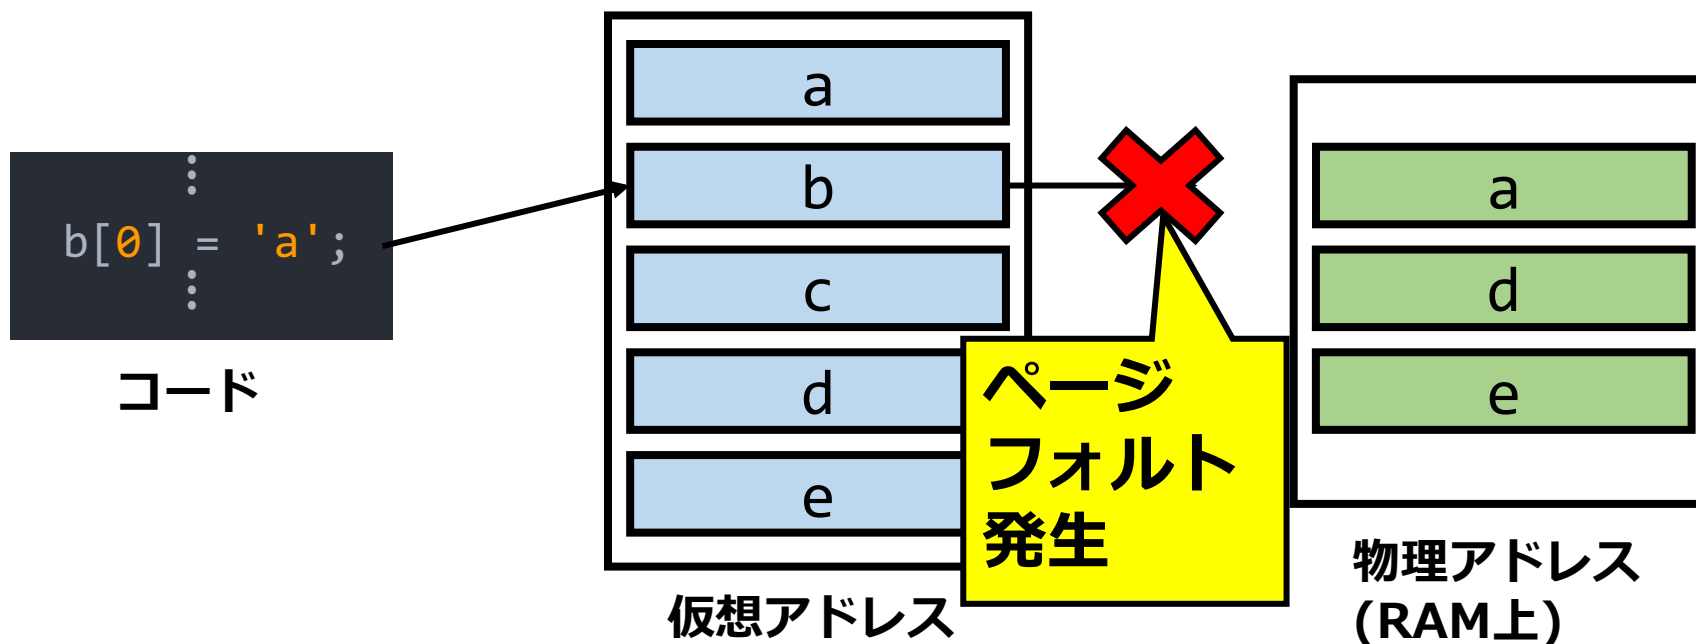 b[0] = 'a';
コード
a
b
c
d
e
仮想アドレス
ページ
フォルト
発生
a
d
e
物理アドレス
(RAM上)